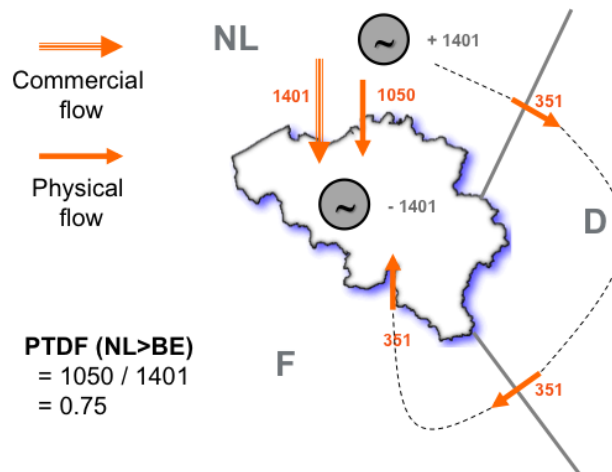 NL
+ 1401
Commercial
flow
1401
1050
351
Physical
flow
- 1401
D
351
PTDF (NL>BE)
= 1050 / 1401
= 0.75
F
351
~
~